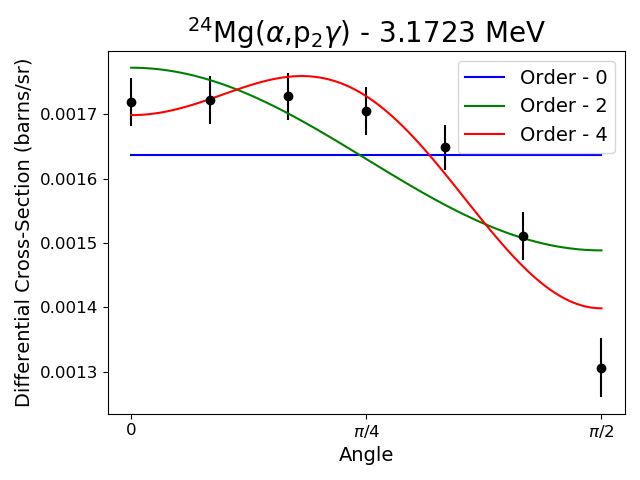 ²⁴Mg(α,p₂γ) - 3.1723 MeV
Differential Cross-Section (barns/sr)
0.0017
0.0016
0.0015
0.0014
0.0013
Order - 0
Order - 2
Order - 4
0
π/4
π/2
Angle